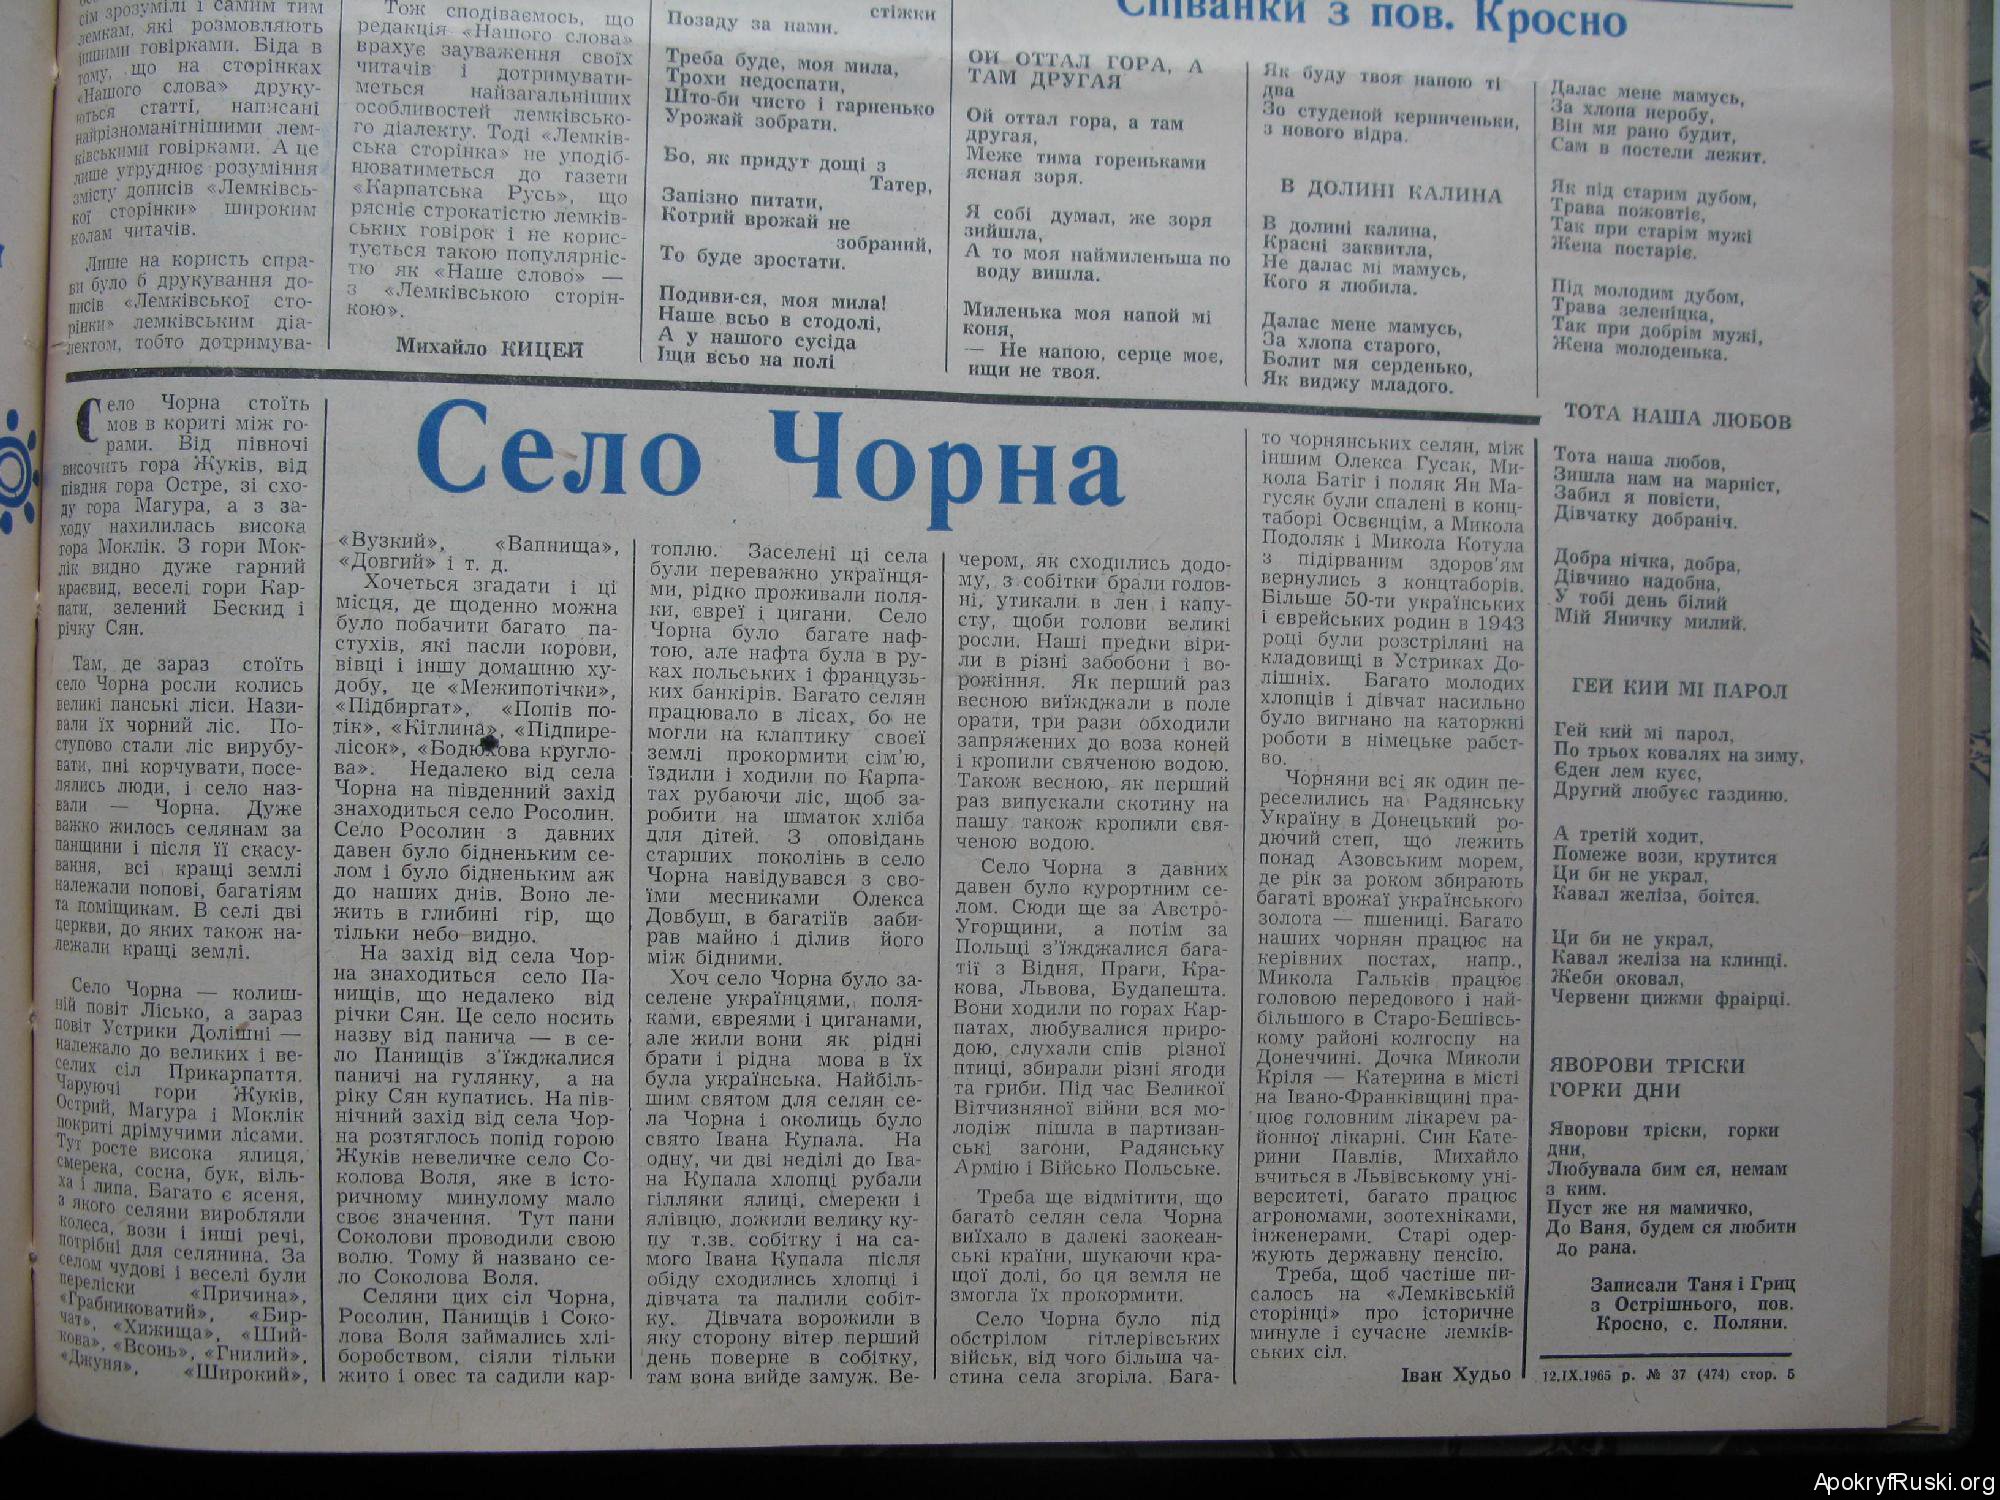 сім зрозумілі і самим тим
лемкам, які розмовляють
іншими говірками. Біда в
тому, що на сторінках
«Нашого слова» друку-
ються статті, написані
найрізноманітнішими лем-
ківськими говірками. А це
лише утруднює розуміння
змісту дописів «Лемківсь-
кої сторінки» широким
колам читачів.
Лише на користь спра-
ви було б друкування до-
писів «Лемківської сто-
рінки» лемківським діа-
лектом, тобто дотримува-
Тож сподіваємось, що
редакція «Нашого слова»
врахує зауваження своїх
читачів і дотримувати-
меться найзагальніших
особливостей лемківсько-
го діалекту. Тоді «Лемків-
ська сторінка» не уподіб-
нюватиметься до газети
«Карпатська Русь», що
рясніє строкатістю лемків-
ських говірок і не корис-
тується такою популярніс-
тю як «Наше слово» —
з «Лемківською сторін-
кою».
Михайло КИЦЕЙ
стіжки
Позаду за нами.
Треба буде, моя мила,
Трохи недоспати,
Што-би чисто і гарненько
Урожай зобрати.
Бо, як придут дощі з
Татер,
Запізно питати,
Котрий врожай не
зобраний,
То буде зростати.
Подиви-ся, моя мила!
Наше всьо в стодолі,
А у нашого сусіда
Іщи всьо на полі
Співанки з пов. Кросно
ОЙ ОТТАЛ ГОРА, А
ТАМ ДРУГАЯ
Ой оттал гора, а там
другая,
Меже тима гореньками
ясная зоря.
Я собі думал, же зоря
зийшла,
А то моя наймиленьша по
воду вишла.
Миленька моя напой мі
коня,
— Не напою, серце моє,
ищи не твоя.
Як буду твоя напою ті
два
Зо студеной керниченьки,
з нового відра.
В ДОЛИНІ КАЛИНА
В долині калина,
Красні заквитла,
Не далас мі мамусь,
Кого я любила.
Далас мене мамусь,
За хлопа старого,
Болит мя серденько,
Як виджу младого.
Далас мене мамусь,
За хлопа перобу,
Він мя рано будит,
Сам в постели лежит.
Як під старим дубом,
Трава пожовтіє,
Так при старім мужі
Жена постаріє.
Під молодим дубом,
Трава зеленіцка,
Так при добрім мужі,
Жена молоденька.
ТОТА НАША ЛЮБОВ
Тота наша любов,
Зишла нам на марніст,
Забил я повісти,
Дівчатку добраніч.
Добра нічка, добра,
Дівчино надобна,
У тобі день білий
Мій Яничку милий.
ГЕЙ КИЙ МІ ПАРОЛ
Гей кий мі парол,
По трьох ковалях на зиму,
Єден лем куєс,
Другий любуєс газдиню.
А третій ходит,
Помеже вози, крутится
Ци би не украл,
Кавал желіза, боїтся.
Ци би не украл,
Кавал желіза на клинці.
Жеби оковал,
Червени цижми фраірці.
ЯВОРОВИ ТРІСКИ
ГОРКИ ДНИ
Яворови тріски, горки
дни,
Любувала бим ся, немам
з ким.
Пуст же ня мамичко,
До Ваня, будем ся любити
до рана.
Записали Таня і Гриц
з Острішнього, пов.
Кросно, с. Поляни.
12.IX.1965 р. № 37 (474) стор. 5
Село Чорна
Село Чорна стоїть
мов в кориті між го-
рами. Від півночі
височить гора Жуків, від
півдня гора Остре, зі схо-
ду гора Магура, а з за-
ходу нахилилась висока
гора Моклік. З гори Мок-
лік видно дуже гарний
краєвид, веселі гори Кар-
пати, зелений Бескид і
річку Сян.
Там, де зараз стоїть
село Чорна росли колись
великі панські ліси. Нази-
вали їх чорний ліс. По-
ступово стали ліс вирубу-
вати, пні корчувати, посе-
лялись люди, і село наз-
вали — Чорна. Дуже
важко жилось селянам за
панщини і після її скасу-
вання, всі кращі землі
належали попові, багатіям
та поміщикам. В селі дві
церкви, до яких також на-
лежали кращі землі.
Село Чорна — колиш-
ній повіт Лісько, а зараз
повіт Устрики Долішні —
належало до великих і ве-
селих сіл Прикарпаття.
Чаруючі гори Жуків,
Острий, Магура і Моклік
покриті дрімучими лісами.
Тут росте висока ялиця,
смерека, сосна, бук, віль-
ха і липа. Багато є ясеня,
з якого селяни виробляли
колеса, вози і інші речі,
потрібні для селянина. За
селом чудові і веселі були
переліски «Причина»,
«Грабниковатий», «Бир-
чат», «Хижища», «Ший-
кова», «Всонь», «Гнилий»,
«Джуня», «Широкий»,
«Вузкий», «Вапнища»,
«Довгий» і т. д.
Хочеться згадати і ці
місця, де щоденно можна
було побачити багато па-
стухів, які пасли корови,
вівці і іншу домашню ху-
добу, це «Межипотічки»,
«Підбиргат», «Попів по-
тік», «Кітлина», «Підпире-
лісок», «Бодюхова кругло-
ва». Недалеко від села
Чорна на південний захід
знаходиться село Росолин.
Село Росолин з давних
давен було бідненьким се-
лом і було бідненьким аж
до наших днів. Воно ле-
жить в глибині гір, що
тільки небо видно.
На захід від села Чор-
на знаходиться село Па-
нищів, що недалеко від
річки Сян. Це село носить
назву від панича — в се-
ло Панищів з'їжджалися
паничі на гулянку, а на
ріку Сян купатись. На пів-
нічний захід від села Чор-
на розтяглось попід горою
Жуків невеличке село Со-
колова Воля, яке в істо-
ричному минулому мало
своє значення. Тут пани
Соколови проводили свою
волю. Тому й названо се-
ло Соколова Воля.
Селяни цих сіл Чорна,
Росолин, Панищів і Соко-
лова Воля займались хлі-
боробством, сіяли тільки
жито і овес та садили кар-
топлю. Заселені ці села
були переважно українця-
ми, рідко проживали поля-
ки, євреї і цигани. Село
Чорна було багате наф-
тою, але нафта була в ру-
ках польських і французь-
ких банкірів. Багато селян
працювало в лісах, бо не
могли на клаптику своєї
землі прокормити сім'ю,
їздили і ходили по Карпа-
тах рубаючи ліс, щоб за-
робити на шматок хліба
для дітей. З оповідань
старших поколінь в село
Чорна навідувався з сво-
їми месниками Олекса
Довбуш, в багатіїв заби-
рав майно і ділив його
між бідними.
Хоч село Чорна було за-
селене українцями, поля-
ками, євреями і циганами,
але жили вони як рідні
брати і рідна мова в їх
була українська. Найбіль-
шим святом для селян се-
ла Чорна і околиць було
свято Івана Купала. На
одну, чи дві неділі до Іва-
на Купала хлопці рубали
гілляки ялиці, смереки і
ялівцю, ложили велику ку-
пу т.зв. собітку і на са-
мого Івана Купала після
обіду сходились хлопці і
дівчата та палили собіт-
ку. Дівчата ворожили в
яку сторону вітер перший
день поверне в собітку,
там вона вийде замуж. Ве-
чером, як сходились додо-
му, з собітки брали голов-
ні, утикали в лен і капу-
сту, щоби голови великі
росли. Наші предки віри-
ли в різні забобони і во-
рожіння. Як перший раз
весною виїжджали в поле
орати, три рази обходили
запряжених до воза коней
і кропили свяченою водою.
Також весною, як перший
раз випускали скотину на
пашу також кропили свя-
ченою водою.
Село Чорна з давних
давен було курортним се-
лом. Сюди ще за Австро-
Угорщини, а потім за
Польщі з'їжджалися бага-
тії з Відня, Праги, Кра-
кова, Львова, Будапешта.
Вони ходили по горах Кар-
патах, любувалися приро-
дою, слухали спів різної
птиці, збирали різні ягоди
та гриби. Під час Великої
Вітчизняної війни вся мо-
лодіж пішла в партизан-
ські загони, Радянську
Армію і Військо Польське.
Треба ще відмітити, що
багато селян села Чорна
виїхало в далекі заокеан-
ські країни, шукаючи кра-
щої долі, бо ця земля не
змогла їх прокормити.
Село Чорна було під
обстрілом гітлерівських
військ, від чого більша ча-
стина села згоріла. Бага-
то чорнянських селян, між
іншим Олекса Гусак, Ми-
кола Батіг і поляк Ян Ма-
гусяк були спалені в конц-
таборі Освенцім, а Микола
Подоляк і Микола Котула
з підірваним здоров'ям
вернулись з концтаборів.
Більше 50-ти українських
і єврейських родин в 1943
році були розстріляні на
кладовищі в Устриках До-
лішніх. Багато молодих
хлопців і дівчат насильно
було вигнано на каторжні
роботи в німецьке рабст-
во.
Чорняни всі як один пе-
реселились на Радянську
Україну в Донецький ро-
дючий степ, що лежить
понад Азовським морем,
де рік за роком збирають
багаті врожаї українського
золота — пшениці. Багато
наших чорнян працює на
керівних постах, напр.,
Микола Гальків працює
головою передового і най-
більшого в Старо-Бешівсь-
кому районі колгоспу на
Донеччині. Дочка Миколи
Кріля — Катерина в місті
на Івано-Франківщині пра-
цює головним лікарем ра-
йонної лікарні. Син Кате-
рини Павлів, Михайло
вчиться в Львівському уні-
верситеті, багато працює
агрономами, зоотехніками,
інженерами. Старі одер-
жують державну пенсію.
Треба, щоб частіше пи-
салось на «Лемківській
сторінці» про історичне
минуле і сучасне лемків-
ських сіл.
Іван Худьо
ApokryfRuski.org